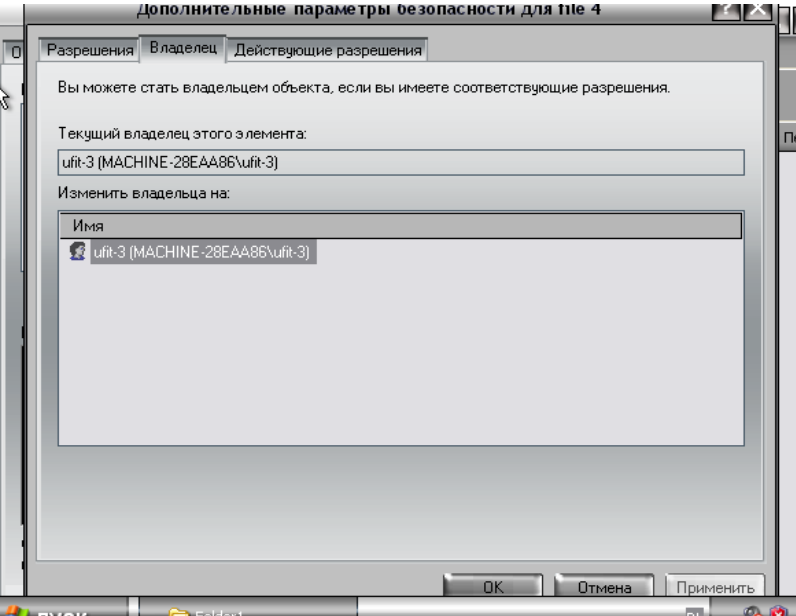 Дополнительные параметры безопасности для file 4
Разрешения Владелец Действующие разрешения
Вы можете стать владельцем объекта, если вы имеете соответствующие разрешения.
Текущий владелец этого элемента:
ufit-3 (MACHINE-28EAA86\ufit-3)
Изменить владельца на:
Имя
ufit-3 (MACHINE-28EAA86\ufit-3)
OK Отмена Применить
пуск Folder1